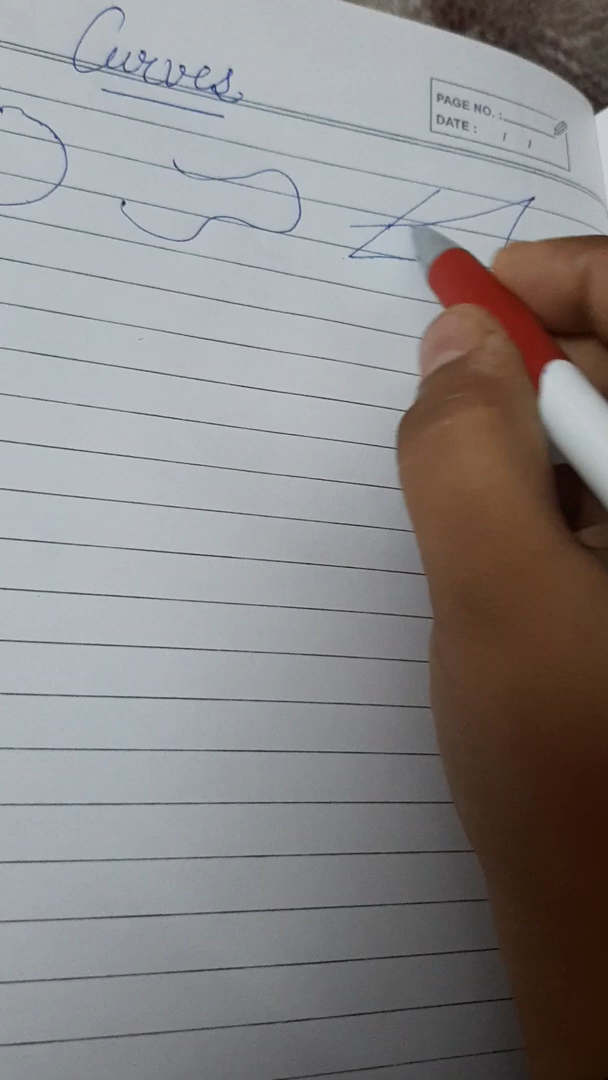 Curves
PAGE NO. :
DATE : / /